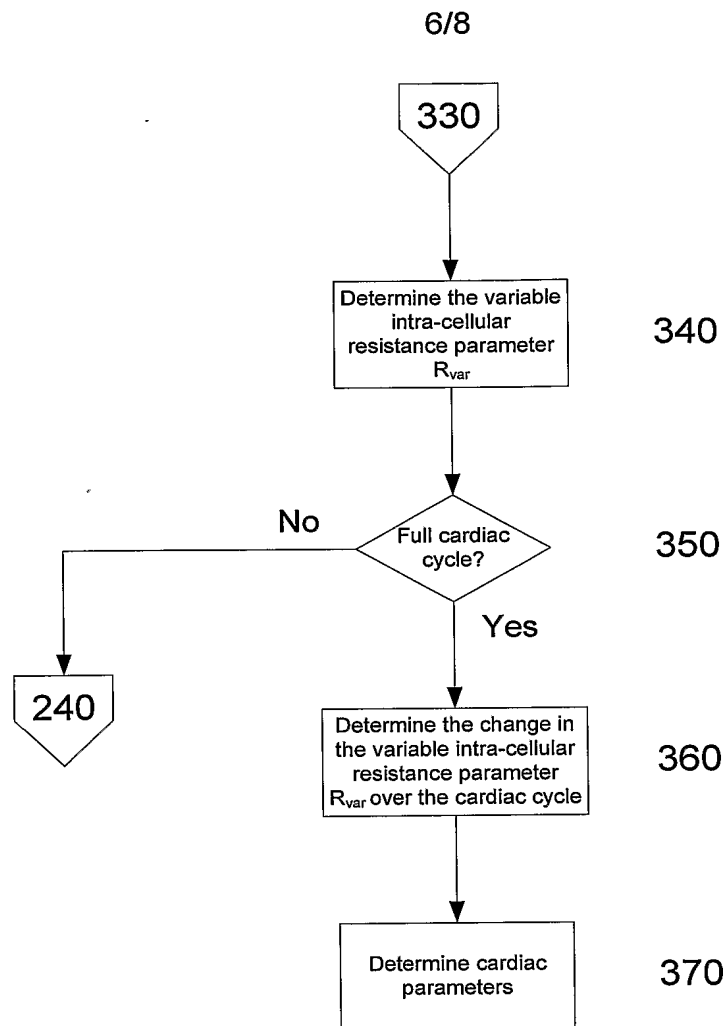 6/8
330
Determine the variable
intra-cellular
resistance parameter
Rvar
340
Full cardiac
cycle?
350
No
Yes
240
Determine the change in
the variable intra-cellular
resistance parameter
Rvar over the cardiac cycle
360
Determine cardiac
parameters
370